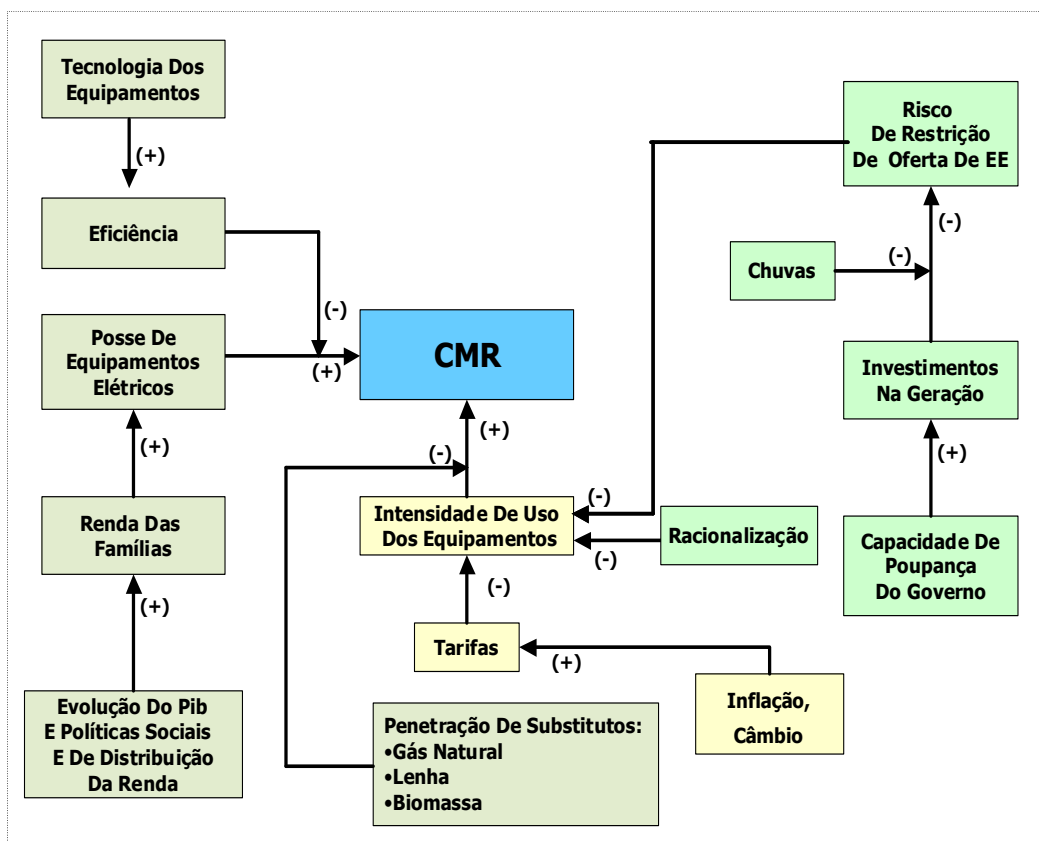 Tecnologia Dos
Equipamentos
(+)
Eficiência
(-)
Posse De
Equipamentos
Elétricos
(+)
CMR
(+)
Renda Das
Famílias
(+)
Evolução Do Pib
E Políticas Sociais
E De Distribuição
Da Renda
(+)
(-)
Intensidade De Uso
Dos Equipamentos
(-)
(-)
Racionalização
(-)
Tarifas
(+)
Inflação,
Câmbio
Penetração De Substitutos:
•Gás Natural
•Lenha
•Biomassa
Risco
De Restrição
De Oferta De EE
(-)
(-)
Chuvas
Investimentos
Na Geração
(+)
Capacidade De
Poupança
Do Governo